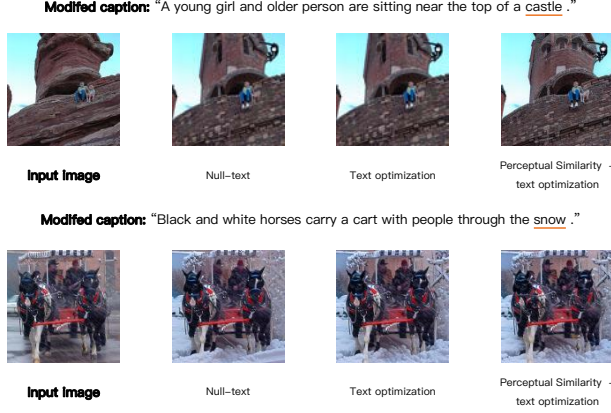 Modifed caption: “A young girl and older person are sitting near the top of a castle .”
Input image
Null-text
Text optimization
Perceptual Similarity -
text optimization
Modifed caption: “Black and white horses carry a cart with people through the snow .”
Input image
Null-text
Text optimization
Perceptual Similarity -
text optimization